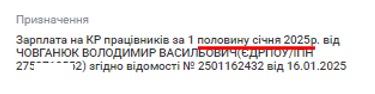 Призначення
Зарплата на КР працівників за 1 половину січня 2025р. від
ЧОВГАНЮК ВОЛОДИМИР ВАСИЛЬОВИЧ(ЄДРПОУ/ІПН
згідно відомості № 2501162432 від 16.01.2025